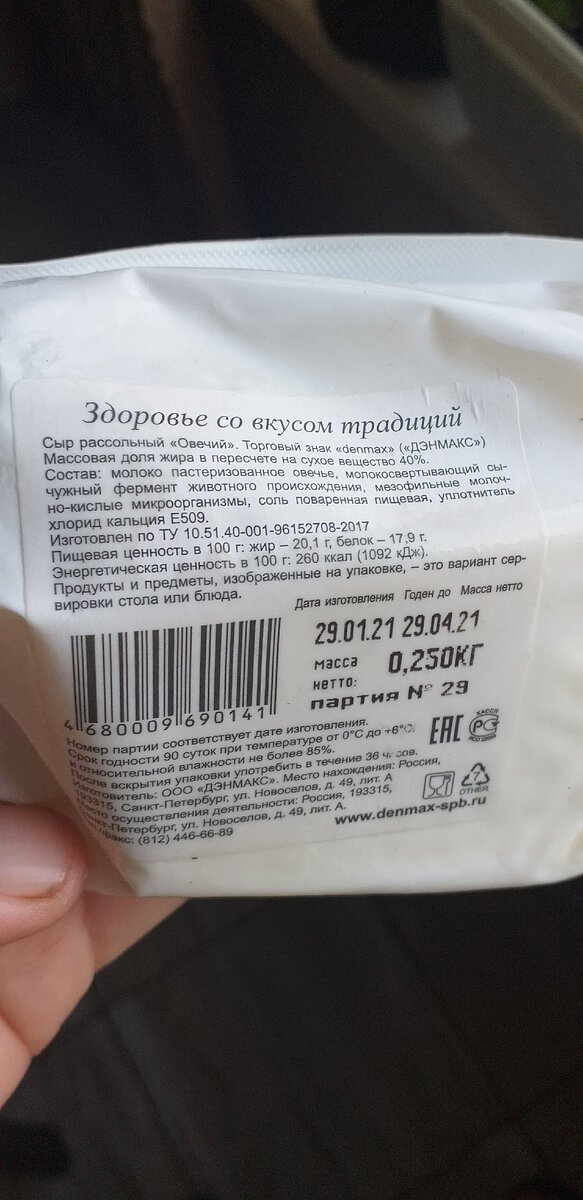 Здоровье со вкусом традиций
Сыр рассольный «Овечий». Торговый знак «denmax» («ДЭНМАКС»)
Массовая доля жира в пересчете на сухое вещество 40%.
Состав: молоко пастеризованное овечье, молокосвертывающий сы-
чужный фермент животного происхождения, мезофильные молоч-
но-кислые микроорганизмы, соль поваренная пищевая, уплотнитель
хлорид кальция Е509.
Изготовлен по ТУ 10.51.40-001-96152708-2017
Пищевая ценность в 100 г: жир – 20,1 г, белок – 17,9 г.
Энергетическая ценность в 100 г: 260 ккал (1092 кДж).
Продукты и предметы, изображенные на упаковке, – это вариант сер-
вировки стола или блюда.
Дата изготовления Годен до Масса нетто
29.01.21 29.04.21
масса нетто: 0,250КГ
партия № 29
4 680009 690141
Номер партии соответствует дате изготовления.
Срок годности 90 суток при температуре от 0°С до +6°С
и относительной влажности не более 85%.
После вскрытия упаковки употребить в течение 36 часов.
Изготовитель: ООО «ДЭНМАКС». Место нахождения: Россия,
193315, Санкт-Петербург, ул. Новоселов, д. 49, лит. А
Место осуществления деятельности: Россия, 193315,
Санкт-Петербург, ул. Новоселов, д. 49, лит. А.
(812) 446-66-89
ЕАС
РС
7
OTHER
www.denmax-spb.ru